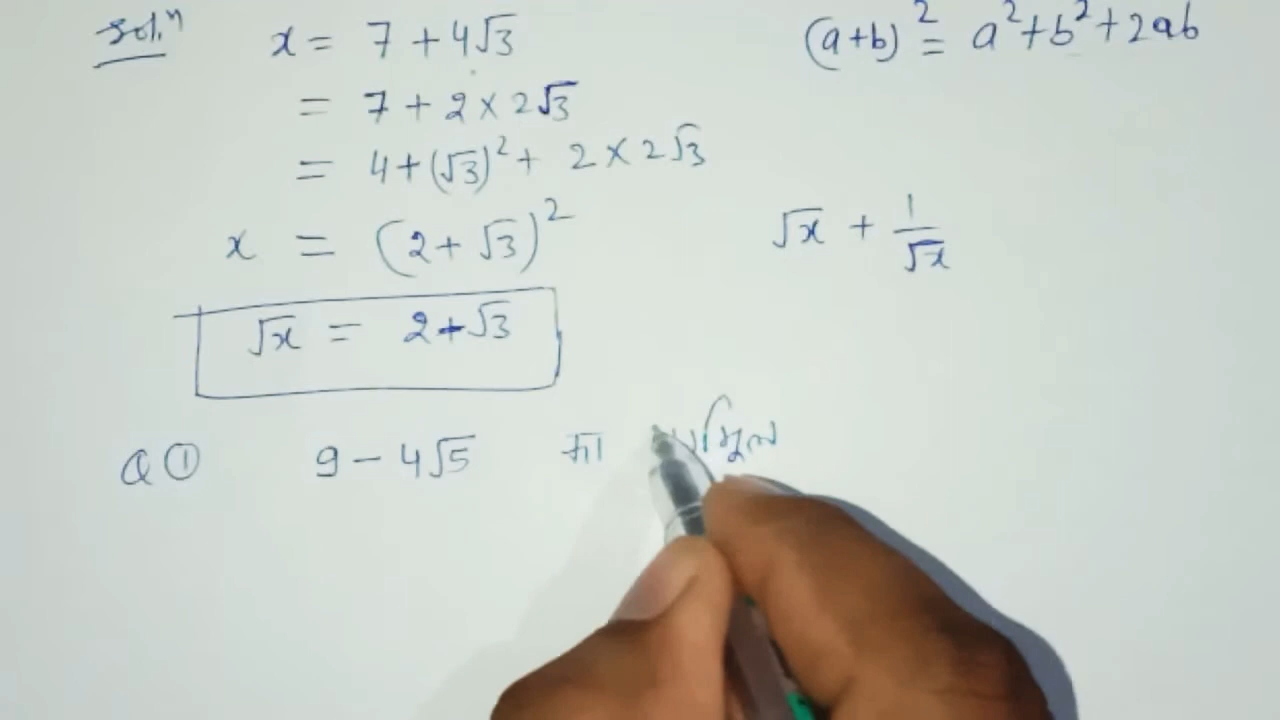 Solⁿ x = 7 + 4√3
(a+b)² = a² + b² + 2ab
= 7 + 2 × 2√3
= 4 + (√3)² + 2 × 2√3
x = (2 + √3)²
√x + 1/√x
√x = 2 + √3
Q ① 9 − 4√5 का